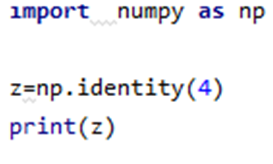 import  numpy as np
z=np.identity(4)
print(z)